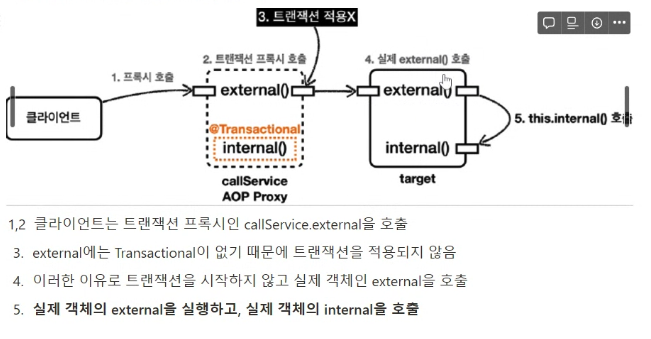 3. 트랜잭션 적용X
2. 트랜잭션 프록시 호출
4. 실제 external() 호출
1. 프록시 호출
클라이언트
external()
external()
@Transactional
internal()
internal()
5. this.internal() 호출
callService
AOP Proxy
target
1,2 클라이언트는 트랜잭션 프록시인 callService.external을 호출
3. external에는 Transactional이 없기 때문에 트랜잭션을 적용되지 않음
4. 이러한 이유로 트랜잭션을 시작하지 않고 실제 객체인 external을 호출
5. 실제 객체의 external을 실행하고, 실제 객체의 internal을 호출